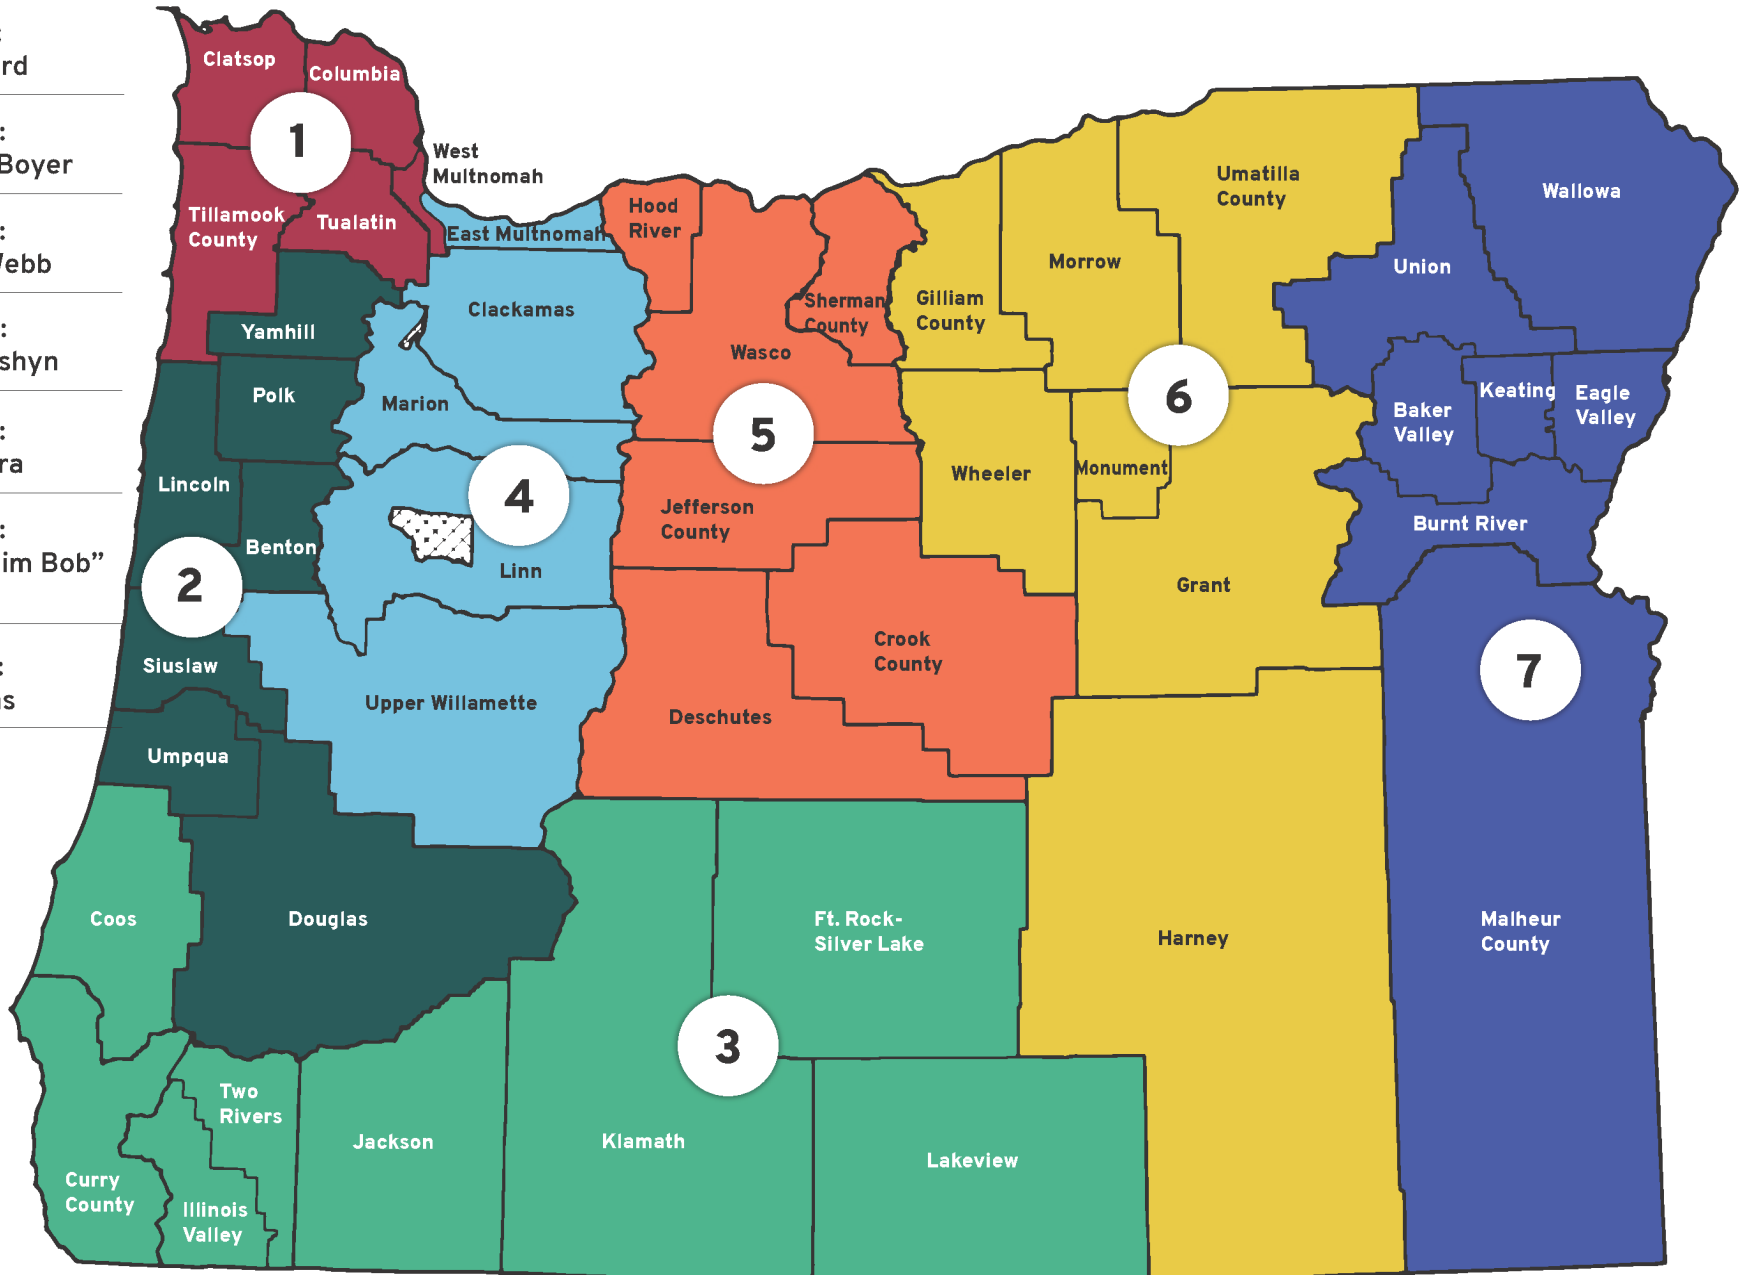 :
rd
:
Boyer
:
ebb
:
shyn
:
ra
:
im Bob”
:
s
Clatsop
Columbia
1
West
Multnomah
Tillamook
County
Tualatin
East Multnomah
Hood
River
Umatilla
County
Wallowa
Morrow
Union
Sherman
County
Gilliam
County
Clackamas
Yamhill
Wasco
Polk
Marion
5
6
Keating
Eagle
Valley
Baker
Valley
Lincoln
4
Wheeler
Monument
Jefferson
County
Burnt River
Benton
Linn
2
Grant
Crook
County
Siuslaw
7
Upper Willamette
Deschutes
Umpqua
Coos
Douglas
Ft. Rock-
Silver Lake
Harney
Malheur
County
3
Two
Rivers
Jackson
Klamath
Lakeview
Curry
County
Illinois
Valley